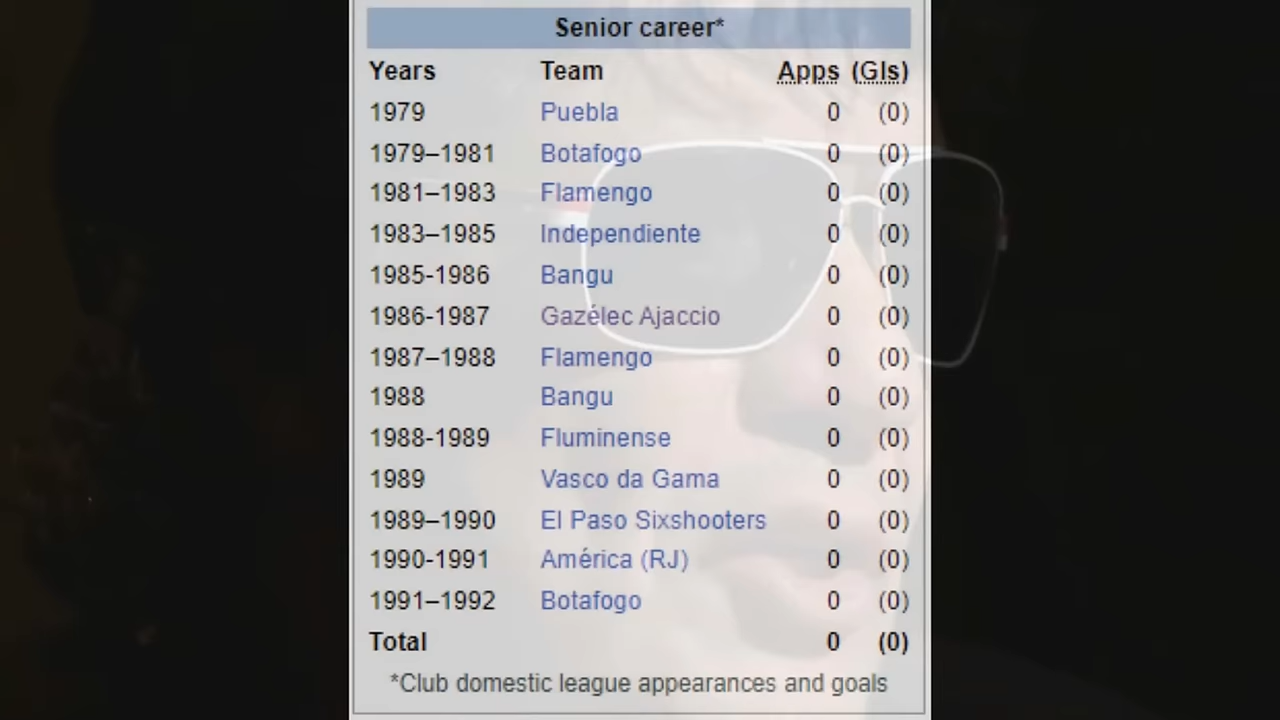 Senior career*
Years Team Apps (Gls)
1979 Puebla 0 (0)
1979–1981 Botafogo 0 (0)
1981–1983 Flamengo 0 (0)
1983–1985 Independiente 0 (0)
1985-1986 Bangu 0 (0)
1986-1987 Gazélec Ajaccio 0 (0)
1987–1988 Flamengo 0 (0)
1988 Bangu 0 (0)
1988-1989 Fluminense 0 (0)
1989 Vasco da Gama 0 (0)
1989–1990 El Paso Sixshooters 0 (0)
1990-1991 América (RJ) 0 (0)
1991–1992 Botafogo 0 (0)
Total 0 (0)
*Club domestic league appearances and goals